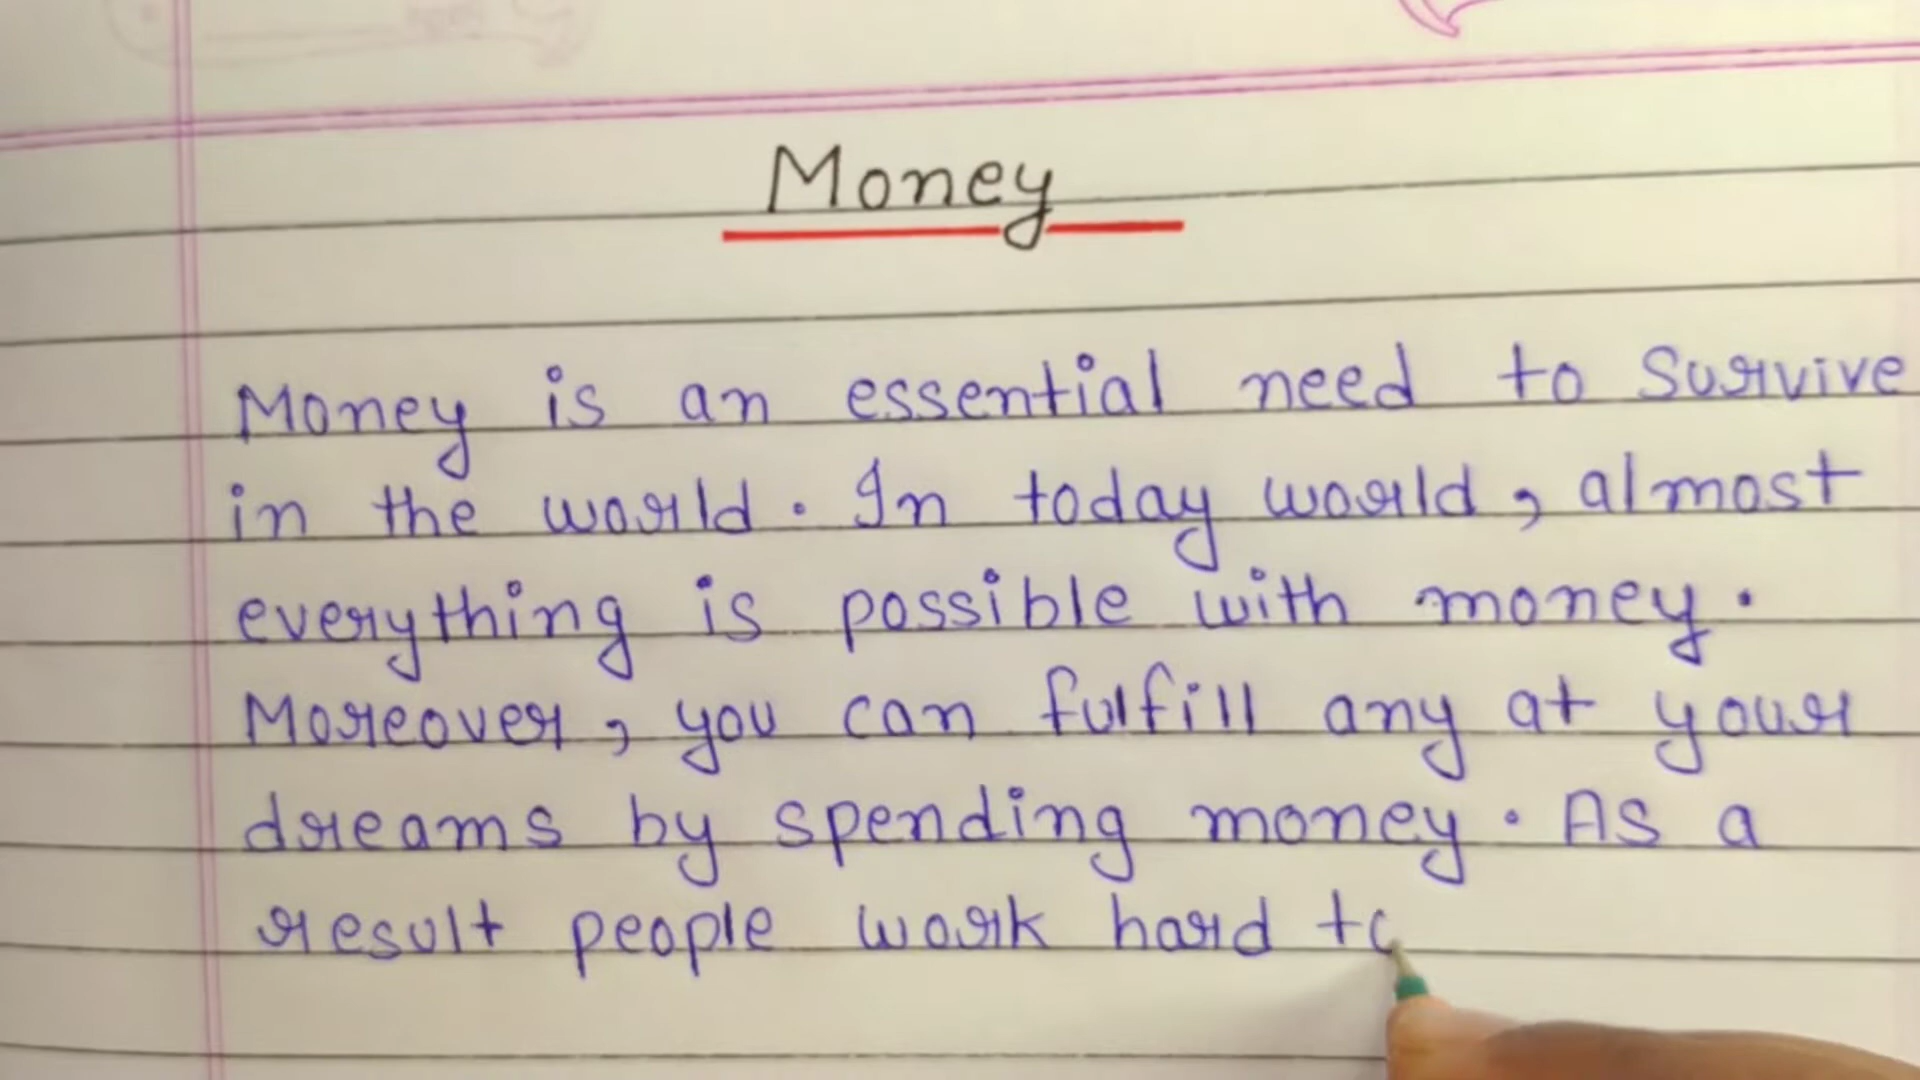 Money
Money is an essential need to survive
in the world. In today world, almost
everything is possible with money.
Moreover, you can fulfill any at your
dreams by spending money. As a
result people work hard to